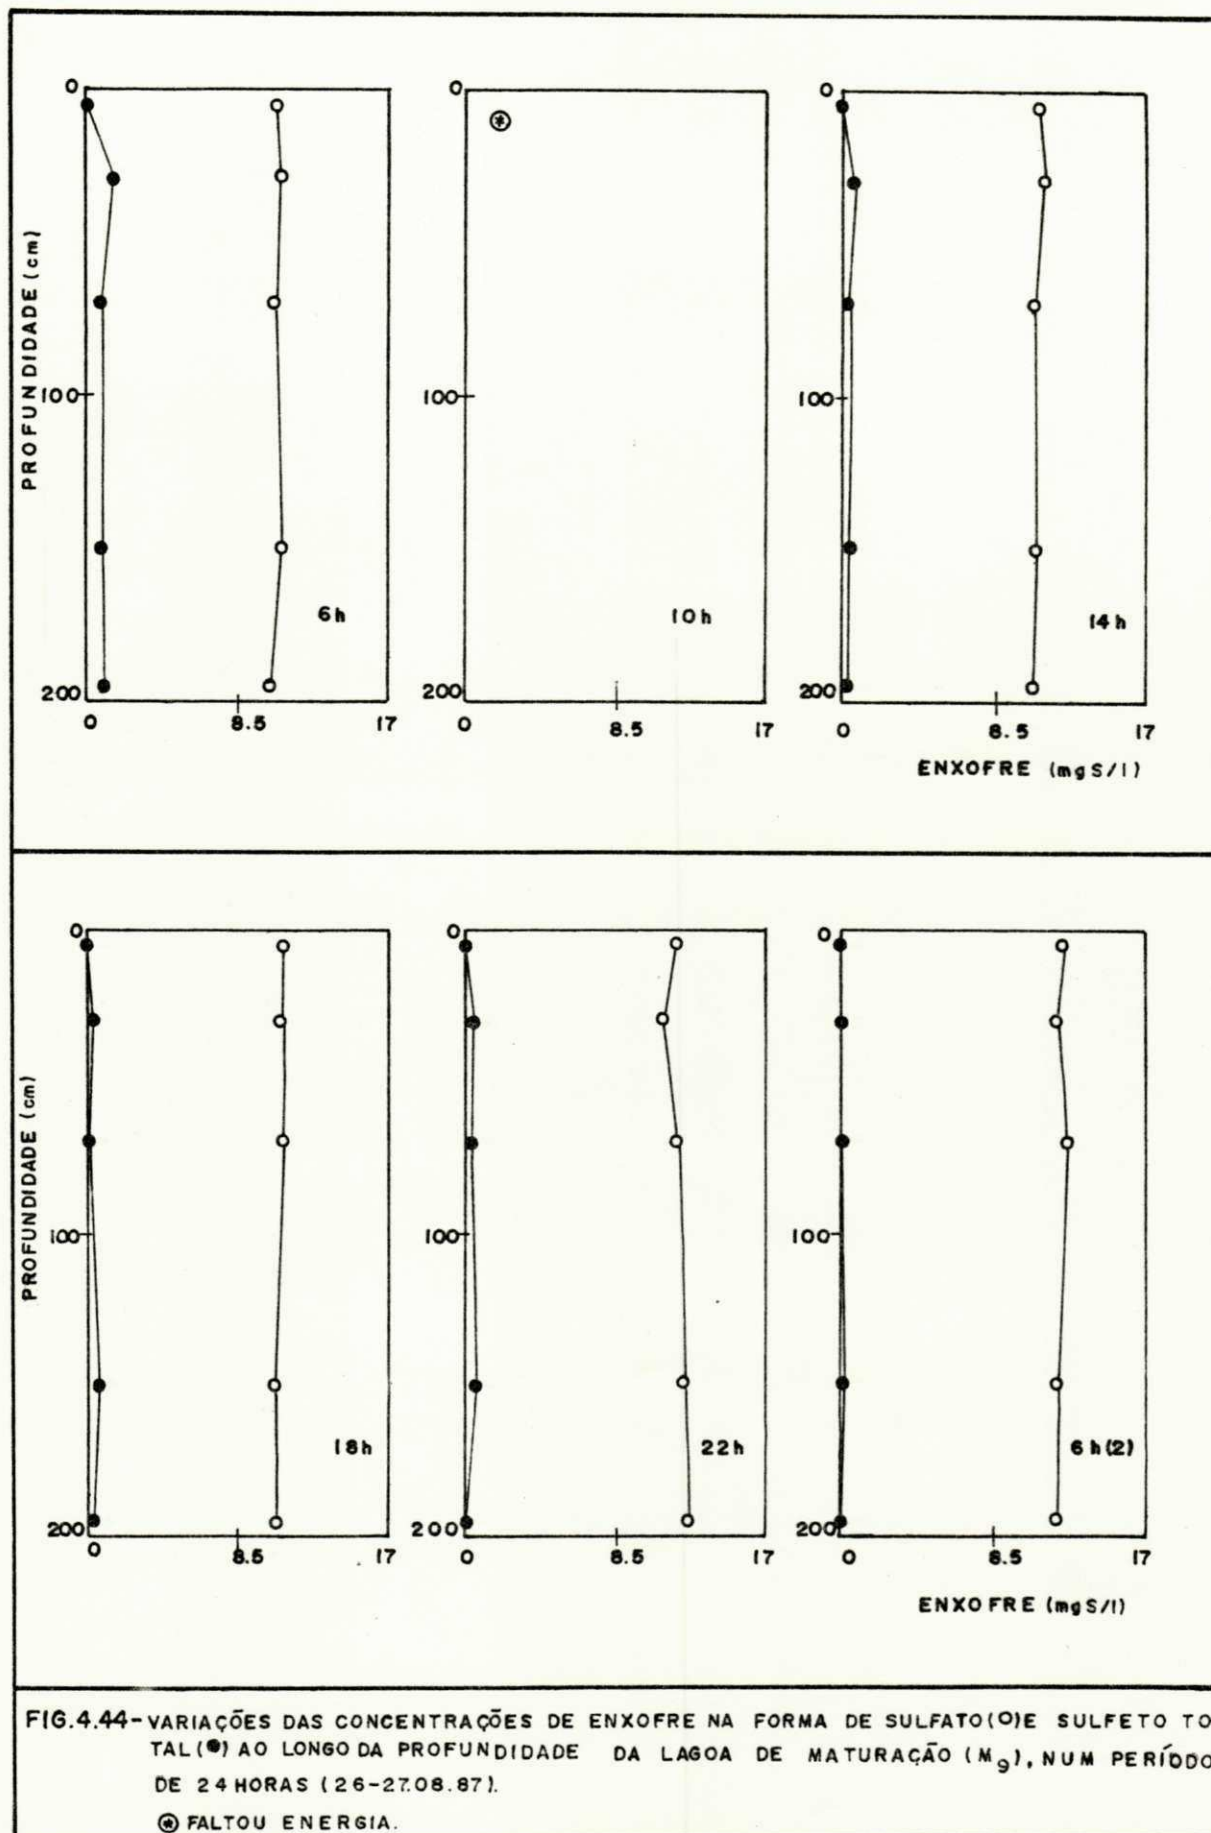 0
0
0
⊛
PROFUNDIDADE (cm)
100
100
100
6h
10h
14h
200
200
200
0
8.5
17
0
8.5
17
0
8.5
17
ENXOFRE (mgS/l)
0
0
0
PROFUNDIDADE (cm)
100
100
100
18h
22h
6h(2)
200
200
200
0
8.5
17
0
8.5
17
0
8.5
17
ENXOFRE (mgS/l)
FIG.4.44-VARIAÇÕES DAS CONCENTRAÇÕES DE ENXOFRE NA FORMA DE SULFATO(O)E SULFETO TO
TAL(●) AO LONGO DA PROFUNDIDADE DA LAGOA DE MATURAÇÃO (M₉), NUM PERÍODO
DE 24 HORAS (26-27.08.87).
⊛ FALTOU ENERGIA.